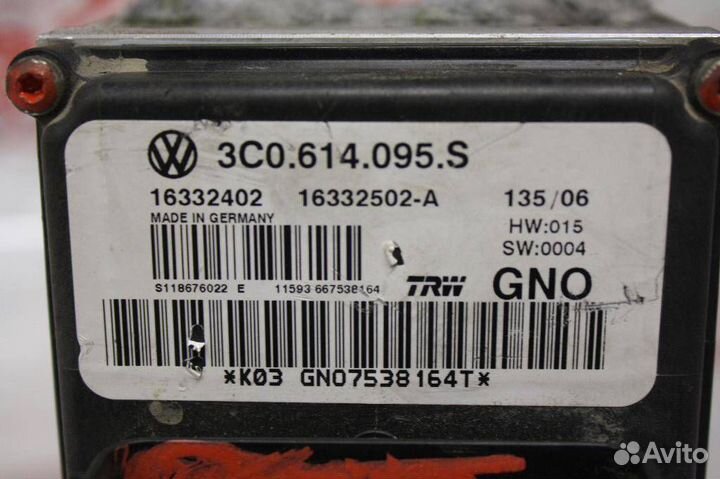 3C0.614.095.S
16332402 16332502-A 135/06
MADE IN GERMANY HW:015
SW:0004
S118676022 E 11593 667538164 TRW GNO
*K03 GNO7538164T*
Avito